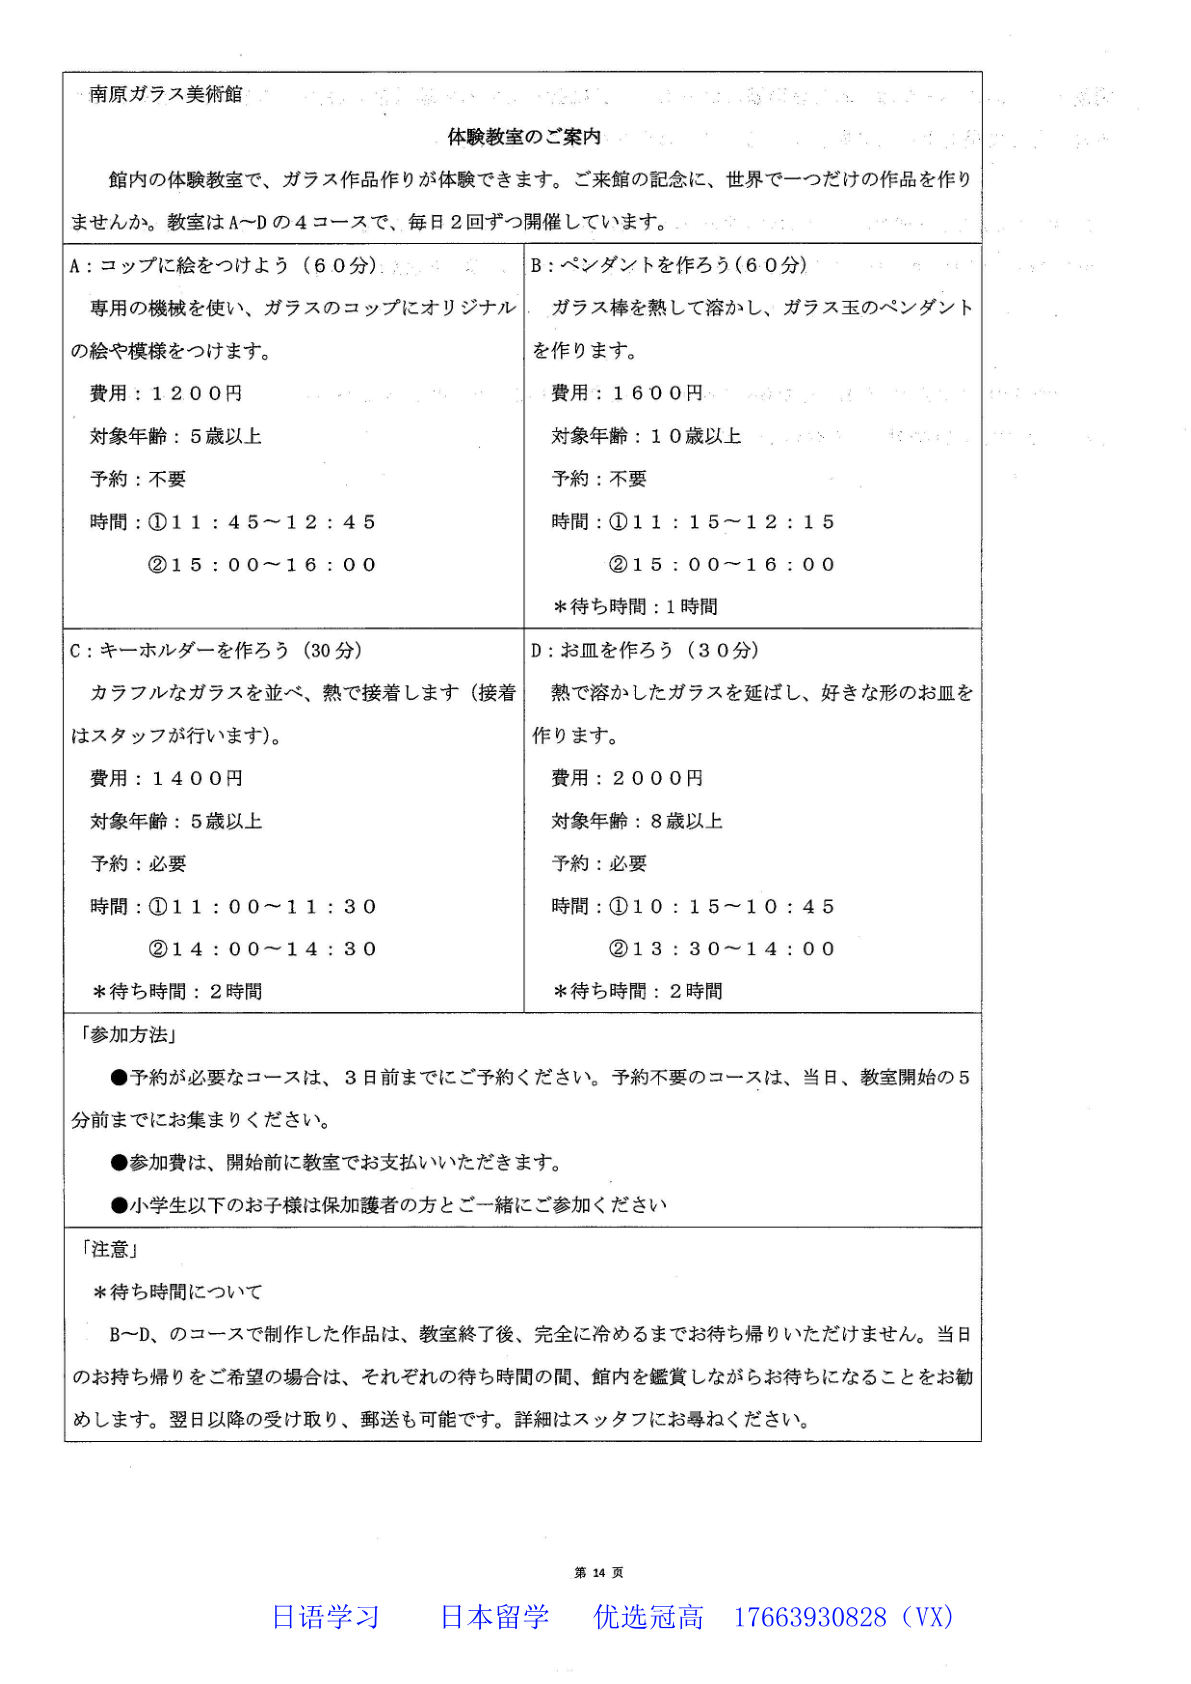 南原ガラス美術館
体験教室のご案内
館内の体験教室で、ガラス作品作りが体験できます。ご来館の記念に、世界で一つだけの作品を作り
ませんか。教室はA～Dの４コースで、毎日２回ずつ開催しています。
A：コップに絵をつけよう（６０分）
専用の機械を使い、ガラスのコップにオリジナル
の絵や模様をつけます。
費用：１２００円
対象年齢：５歳以上
予約：不要
時間：①１１：４５～１２：４５
②１５：００～１６：００
B：ペンダントを作ろう（６０分）
ガラス棒を熱して溶かし、ガラス玉のペンダント
を作ります。
費用：１６００円
対象年齢：１０歳以上
予約：不要
時間：①１１：１５～１２：１５
②１５：００～１６：００
＊待ち時間：1時間
C：キーホルダーを作ろう（30分）
カラフルなガラスを並べ、熱で接着します（接着
はスタッフが行います）。
費用：１４００円
対象年齢：５歳以上
予約：必要
時間：①１１：００～１１：３０
②１４：００～１４：３０
＊待ち時間：２時間
D：お皿を作ろう（３０分）
熱で溶かしたガラスを延ばし、好きな形のお皿を
作ります。
費用：２０００円
対象年齢：８歳以上
予約：必要
時間：①１０：１５～１０：４５
②１３：３０～１４：００
＊待ち時間：２時間
「参加方法」
●予約が必要なコースは、３日前までにご予約ください。予約不要のコースは、当日、教室開始の５
分前までにお集まりください。
●参加費は、開始前に教室でお支払いいただきます。
●小学生以下のお子様は保加護者の方とご一緒にご参加ください
「注意」
＊待ち時間について
B～D、のコースで制作した作品は、教室終了後、完全に冷めるまでお待ち帰りいただけません。当日
のお持ち帰りをご希望の場合は、それぞれの待ち時間の間、館内を鑑賞しながらお待ちになることをお勧
めします。翌日以降の受け取り、郵送も可能です。詳細はスッタフにお尋ねください。
第 14 页
日语学习 日本留学 优选冠高 17663930828（VX）